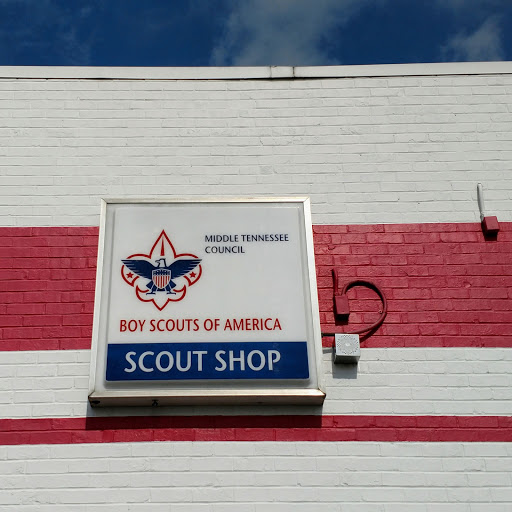 MIDDLE TENNESSEE
COUNCIL
BOY SCOUTS OF AMERICA
SCOUT SHOP